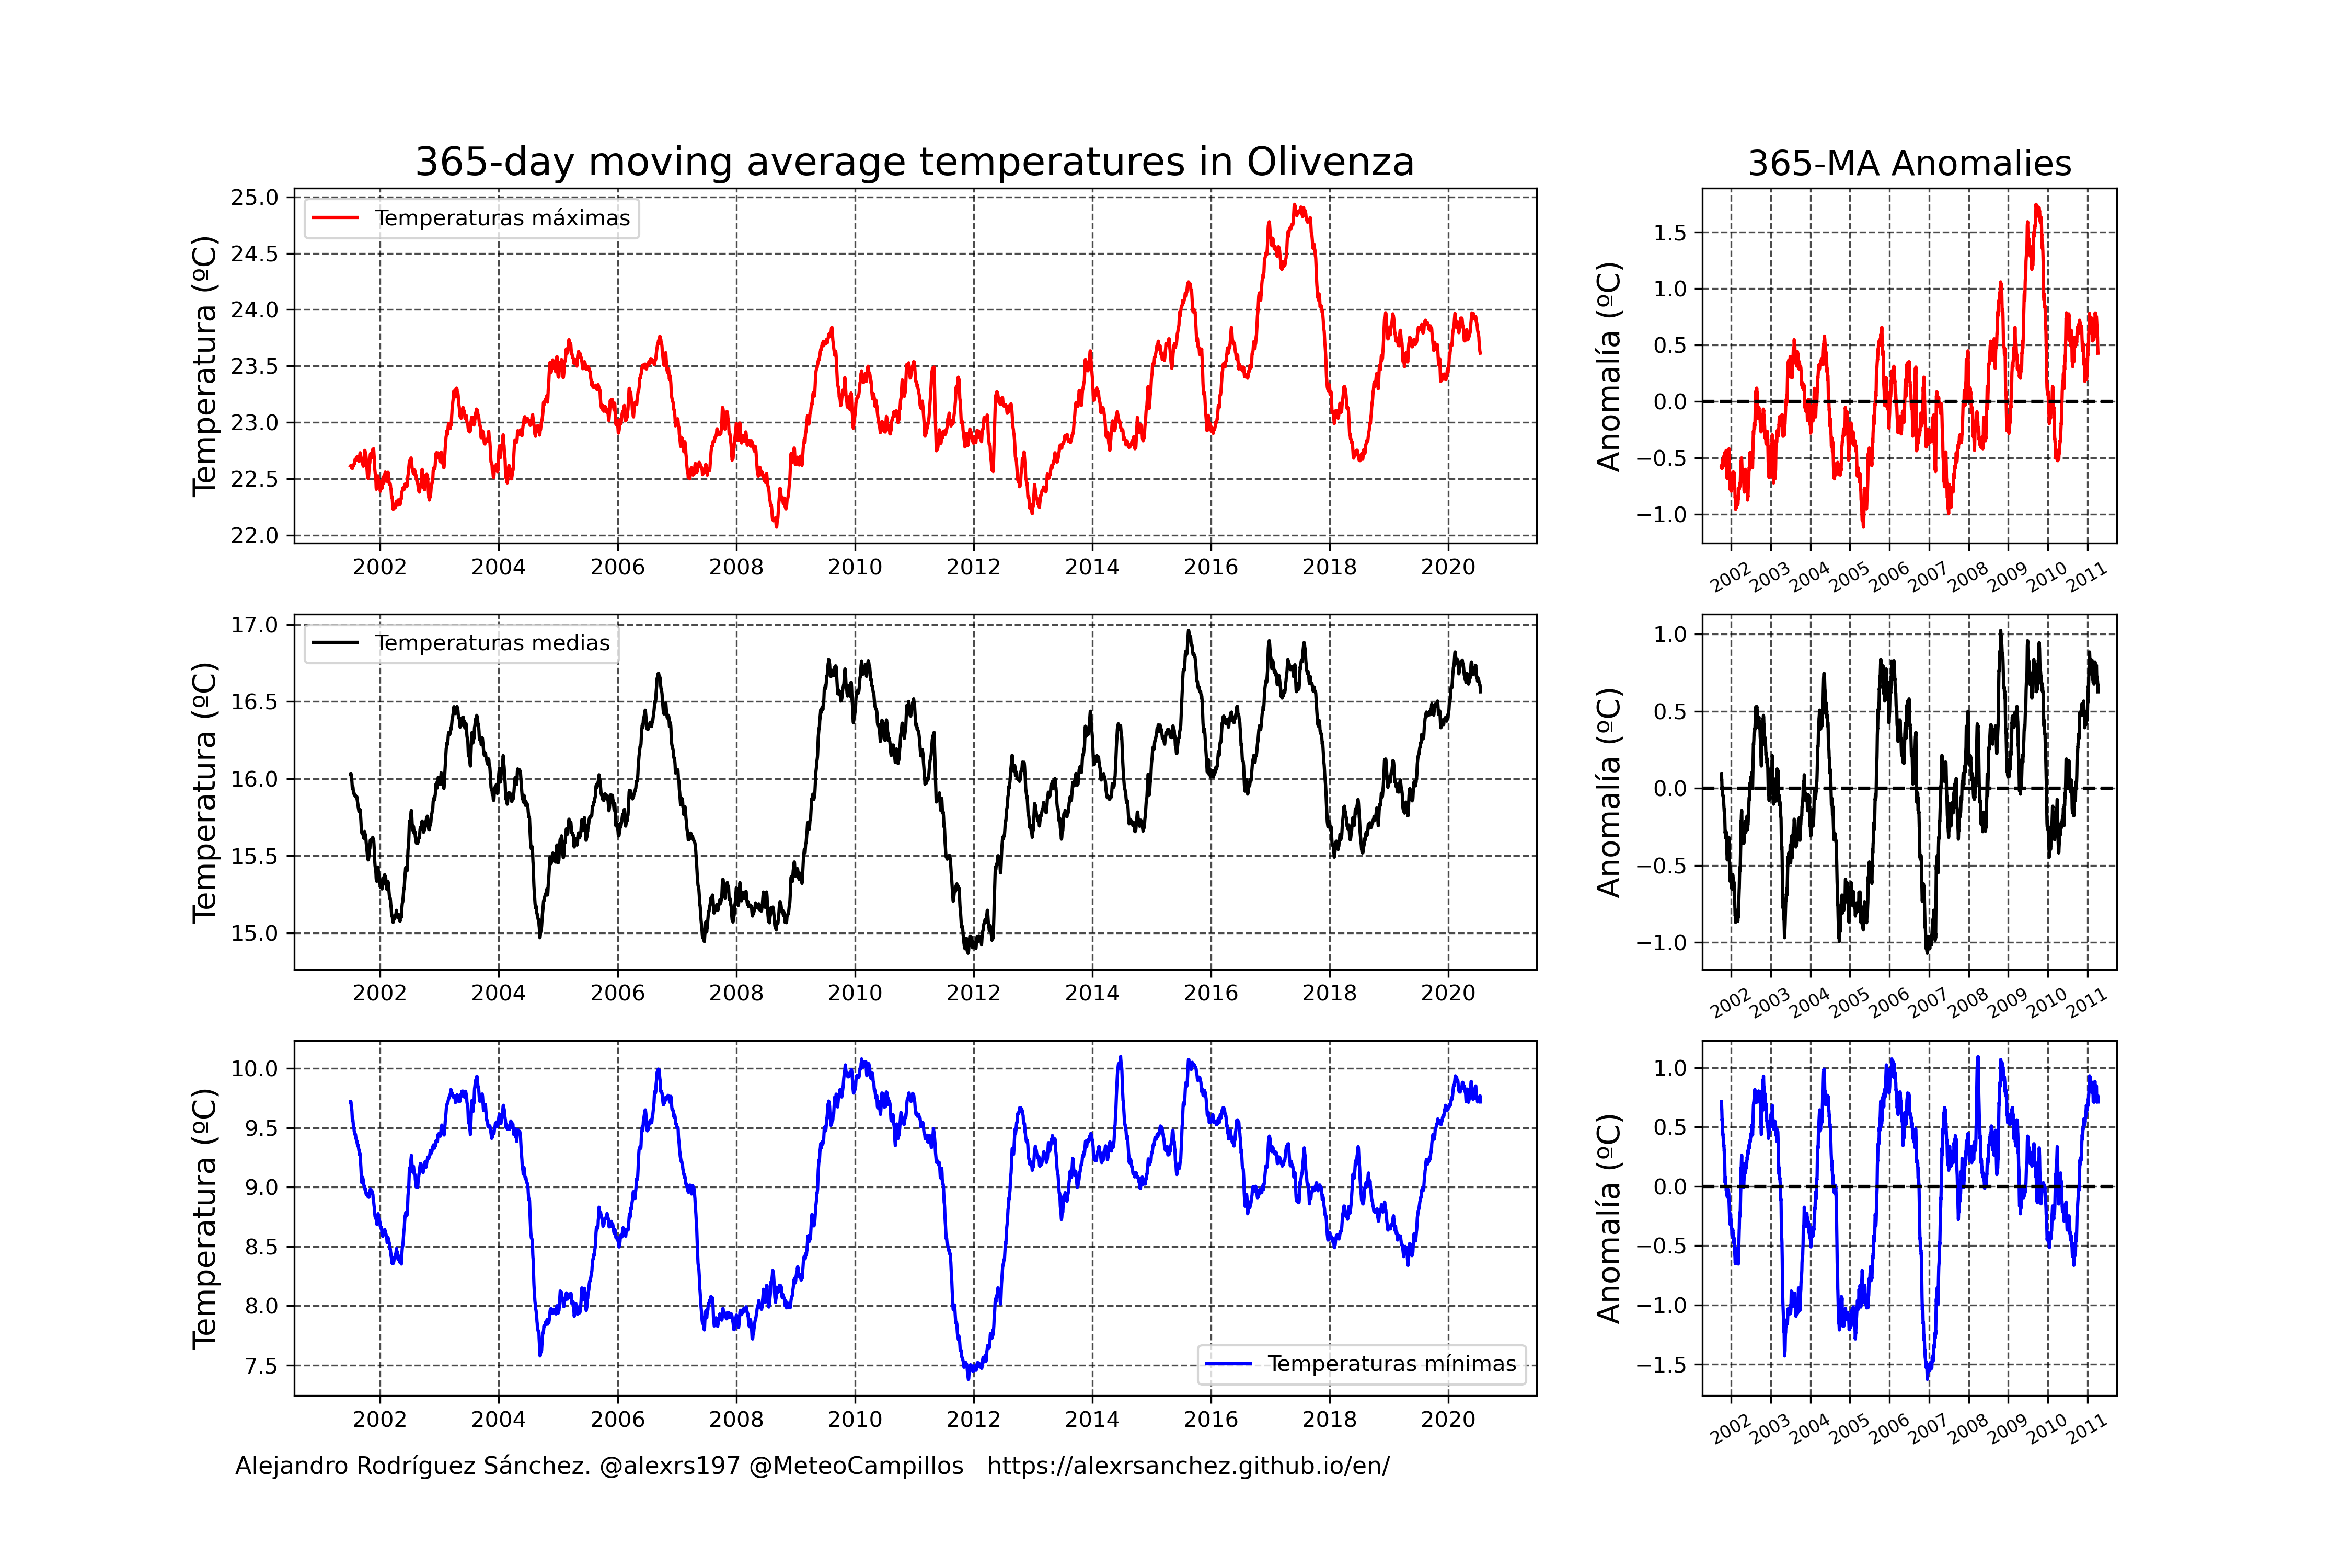 365-day moving average temperatures in Olivenza
Temperatura (ºC)
25.0
24.5
24.0
23.5
23.0
22.5
22.0
Temperaturas máximas
2002 2004 2006 2008 2010 2012 2014 2016 2018 2020
365-MA Anomalies
Anomalía (ºC)
1.5
1.0
0.5
0.0
−0.5
−1.0
2002 2003 2004 2005 2006 2007 2008 2009 2010 2011
Temperatura (ºC)
17.0
16.5
16.0
15.5
15.0
Temperaturas medias
2002 2004 2006 2008 2010 2012 2014 2016 2018 2020
Anomalía (ºC)
1.0
0.5
0.0
−0.5
−1.0
2002 2003 2004 2005 2006 2007 2008 2009 2010 2011
Temperatura (ºC)
10.0
9.5
9.0
8.5
8.0
7.5
Temperaturas mínimas
2002 2004 2006 2008 2010 2012 2014 2016 2018 2020
Anomalía (ºC)
1.0
0.5
0.0
−0.5
−1.0
−1.5
2002 2003 2004 2005 2006 2007 2008 2009 2010 2011
Alejandro Rodríguez Sánchez. @alexrs197 @MeteoCampillos https://alexrsanchez.github.io/en/